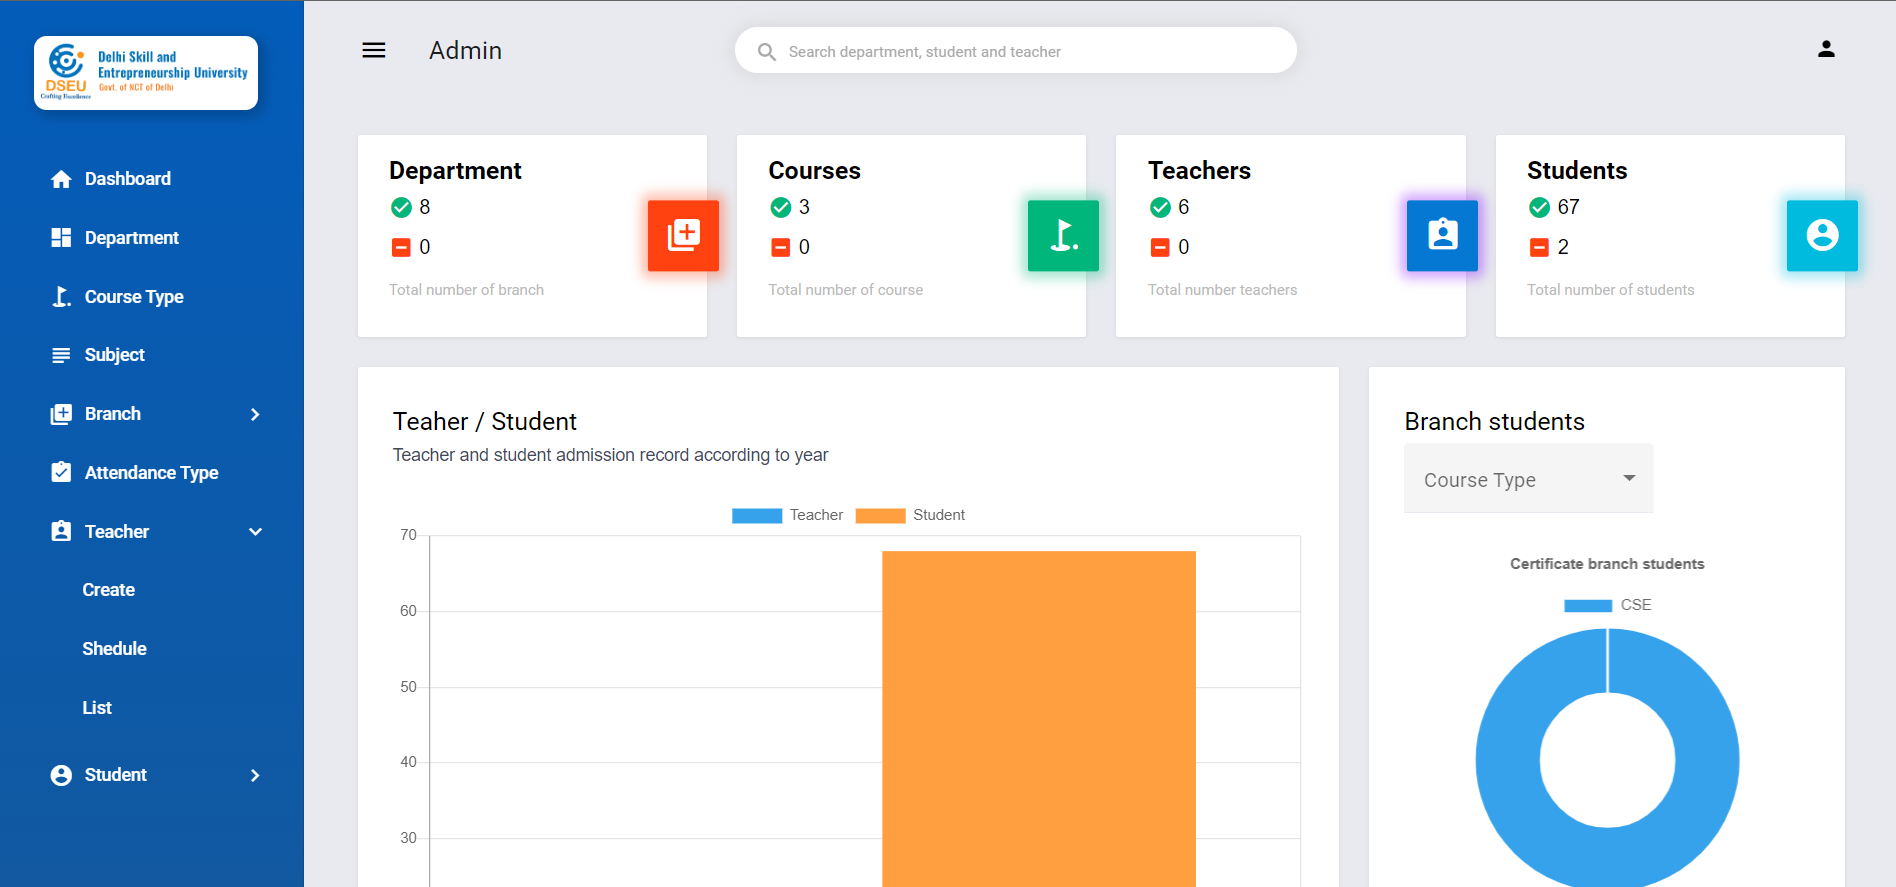 Delhi Skill and
Entrepreneurship University
Govt. of NCT of Delhi
DSEU
Crafting Excellence
Dashboard
Department
Course Type
Subject
Branch
Attendance Type
Teacher
Create
Shedule
List
Student
Admin
Search department, student and teacher
Department
8
0
Total number of branch
Courses
3
0
Total number of course
Teachers
6
0
Total number teachers
Students
67
2
Total number of students
Teaher / Student
Teacher and student admission record according to year
Teacher Student
70
60
50
40
30
Branch students
Course Type
Certificate branch students
CSE